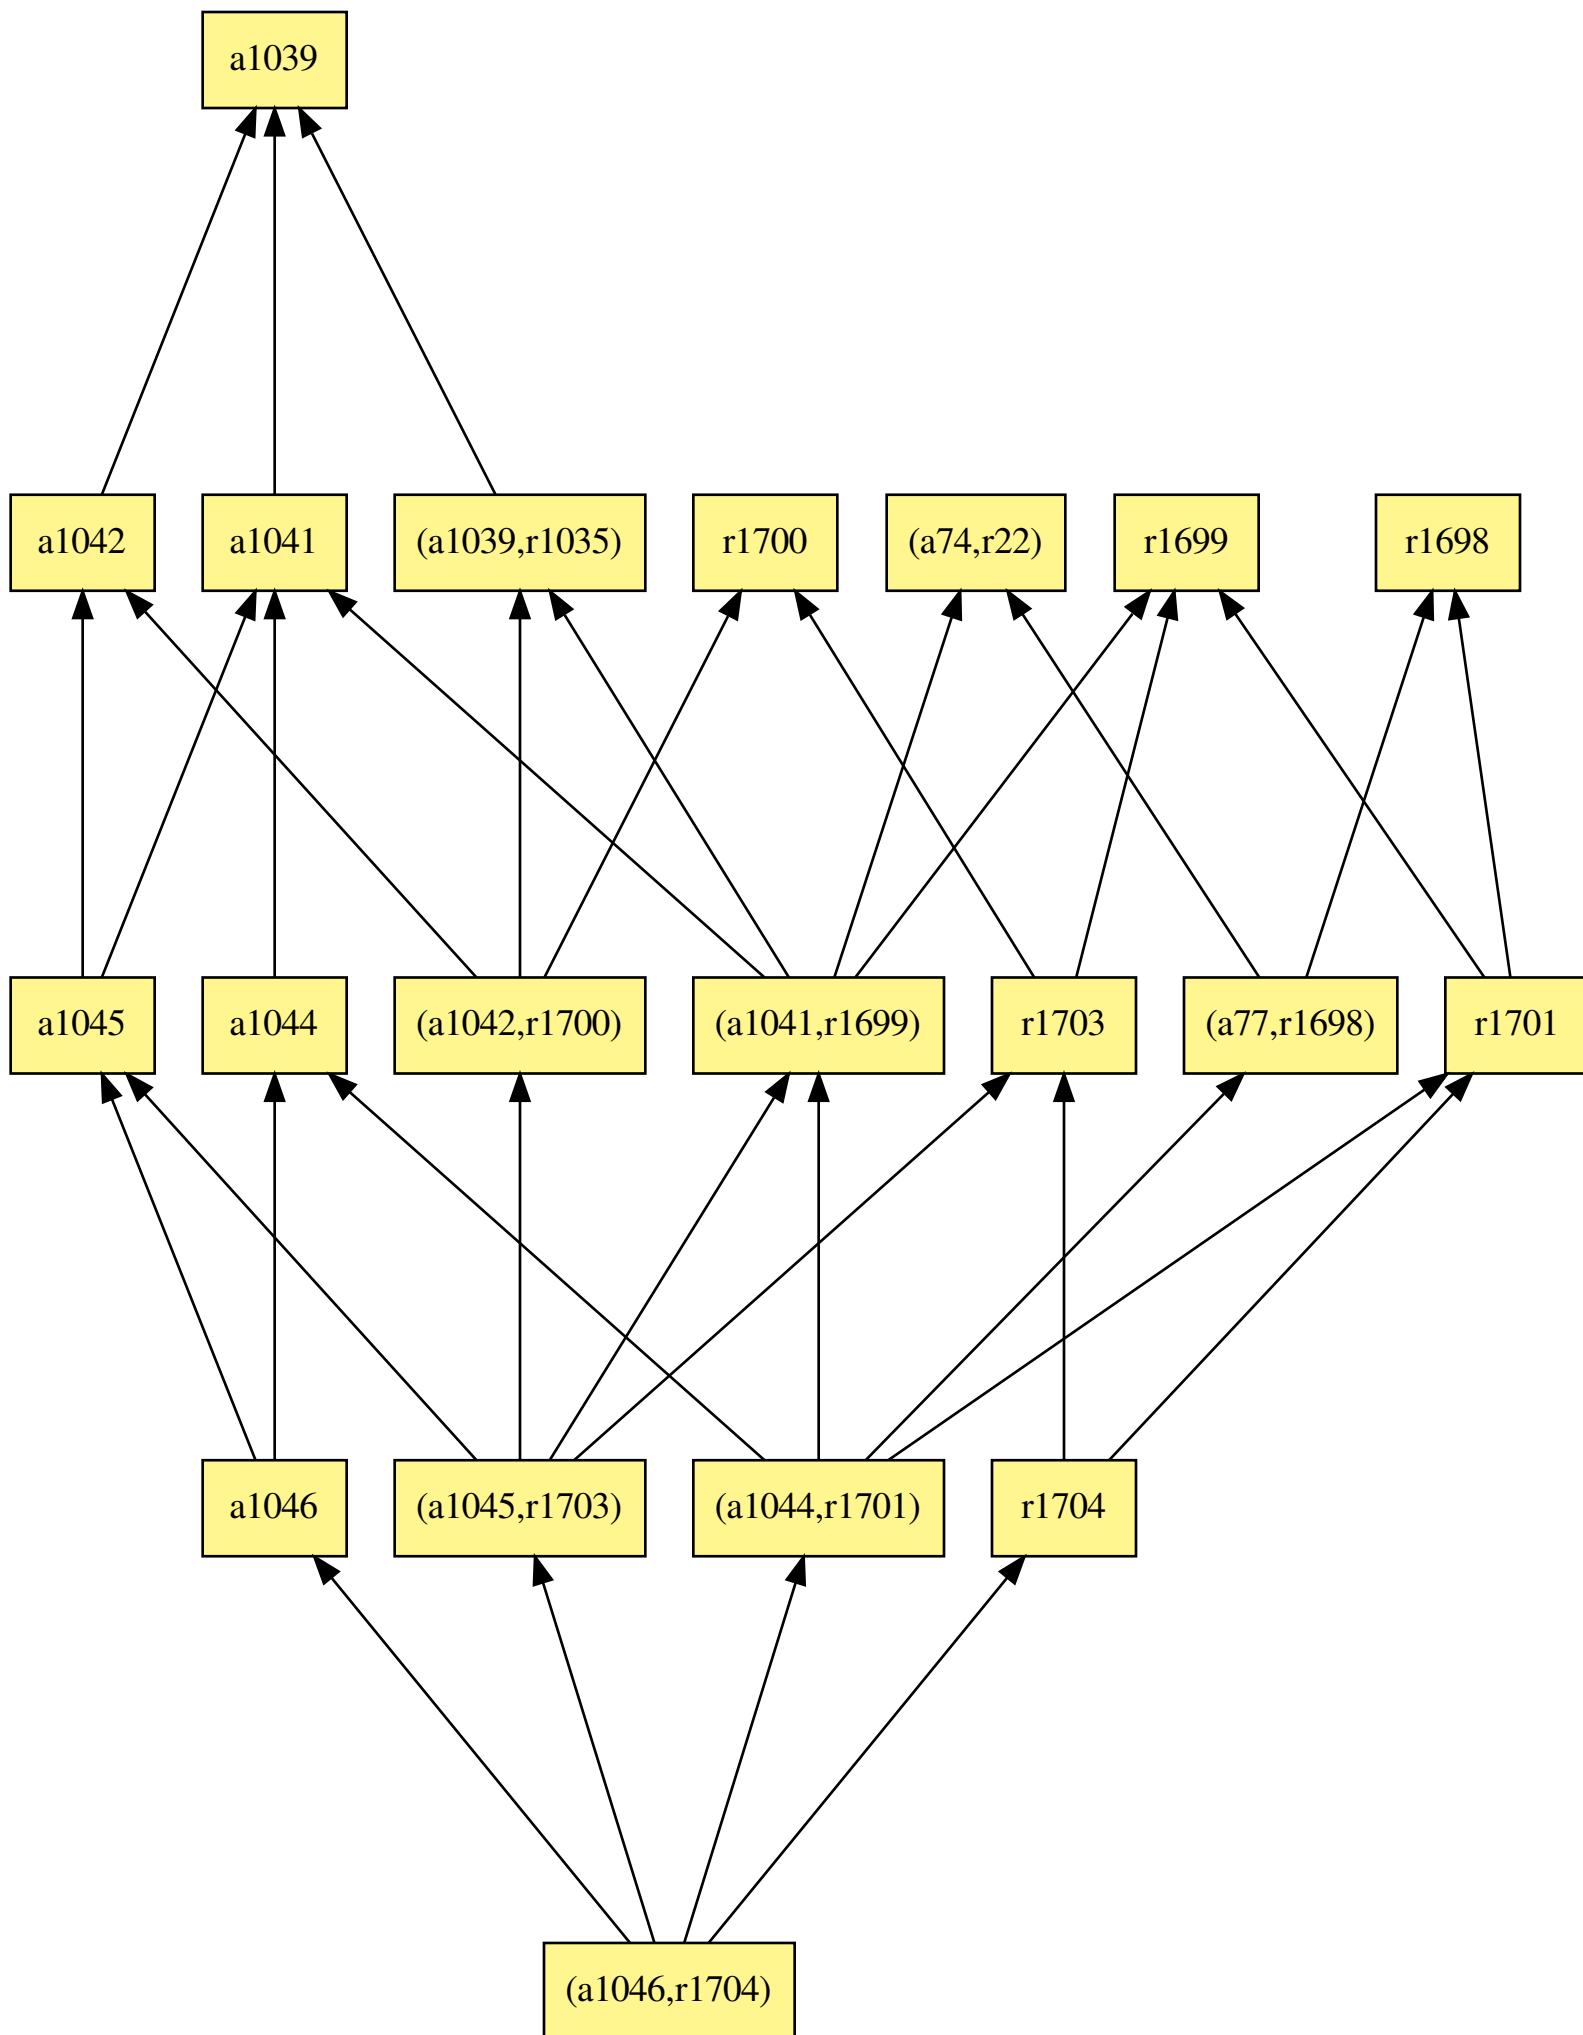 a1039
a1042
a1041
(a1039,r1035)
r1700
(a74,r22)
r1699
r1698
a1045
a1044
(a1042,r1700)
(a1041,r1699)
r1703
(a77,r1698)
r1701
a1046
(a1045,r1703)
(a1044,r1701)
r1704
(a1046,r1704)